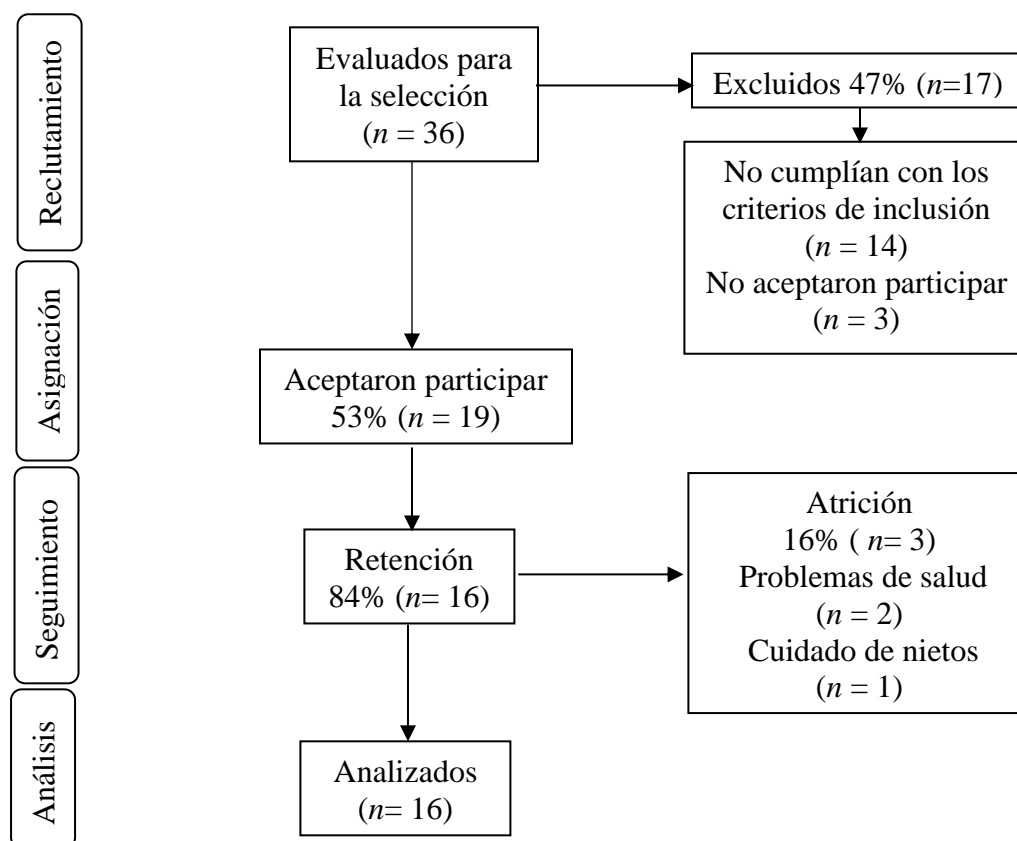 Reclutamiento
Evaluados para
la selección
(n = 36)
Excluidos 47% (n=17)
No cumplían con los
criterios de inclusión
(n = 14)
No aceptaron participar
(n = 3)
Asignación
Aceptaron participar
53% (n = 19)
Seguimiento
Retención
84% (n= 16)
Atrición
16% ( n= 3)
Problemas de salud
(n = 2)
Cuidado de nietos
(n = 1)
Análisis
Analizados
(n= 16)